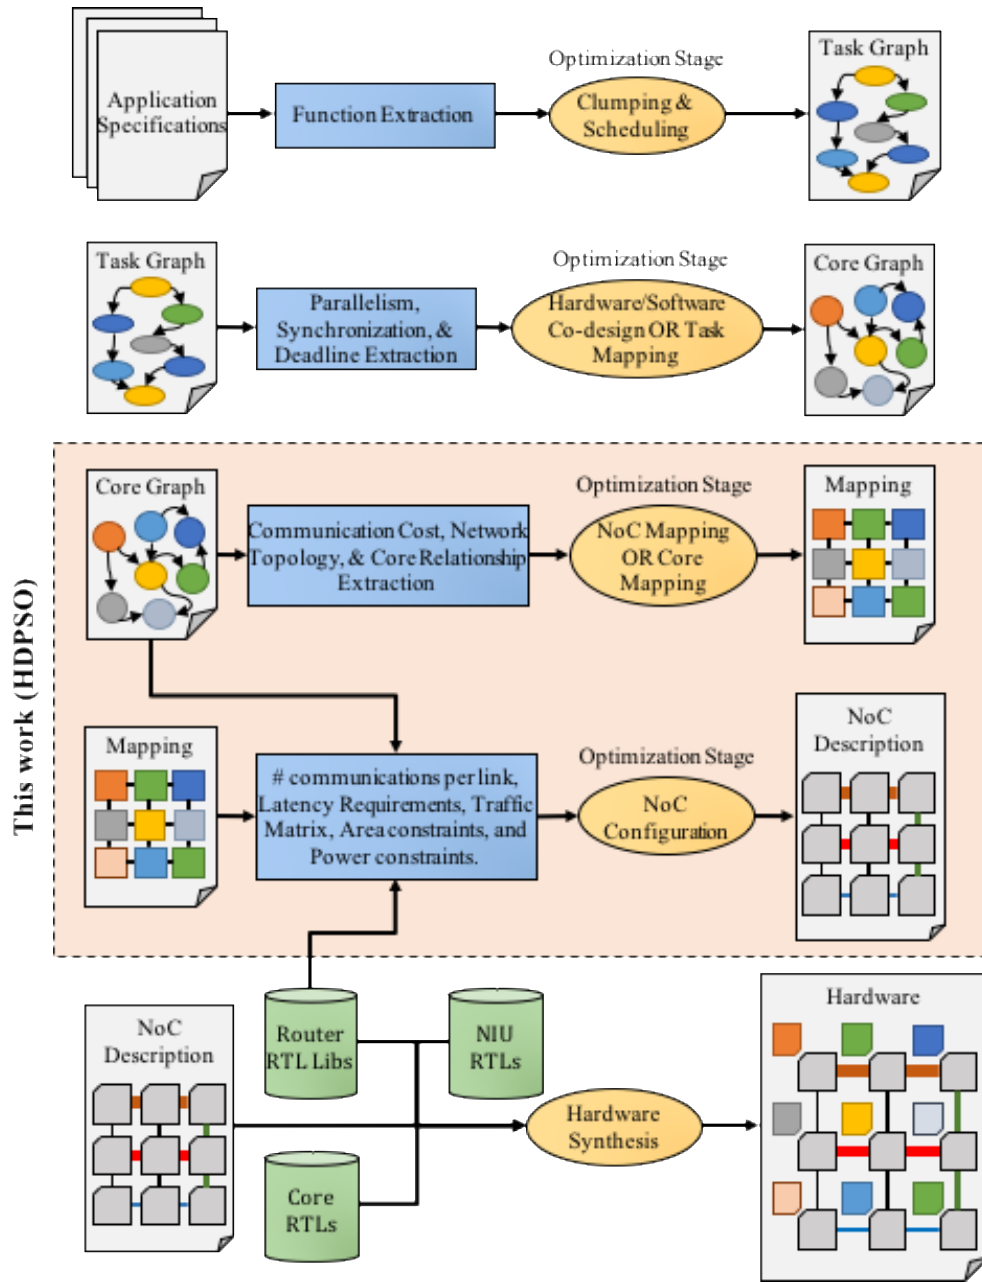 Application
Specifications
Function Extraction
Optimization Stage
Clumping &
Scheduling
Task Graph
Task Graph
Parallelism,
Synchronization, &
Deadline Extraction
Optimization Stage
Hardware/Software
Co-design OR Task
Mapping
Core Graph
This work (HDPSO)
Core Graph
Communication Cost, Network
Topology, & Core Relationship
Extraction
Optimization Stage
NoC Mapping
OR Core
Mapping
Mapping
Mapping
# communications per link,
Latency Requirements, Traffic
Matrix, Area constraints, and
Power constraints.
Optimization Stage
NoC
Configuration
NoC
Description
NoC
Description
Router
RTL Libs
NIU
RTLs
Core
RTLs
Hardware
Synthesis
Hardware